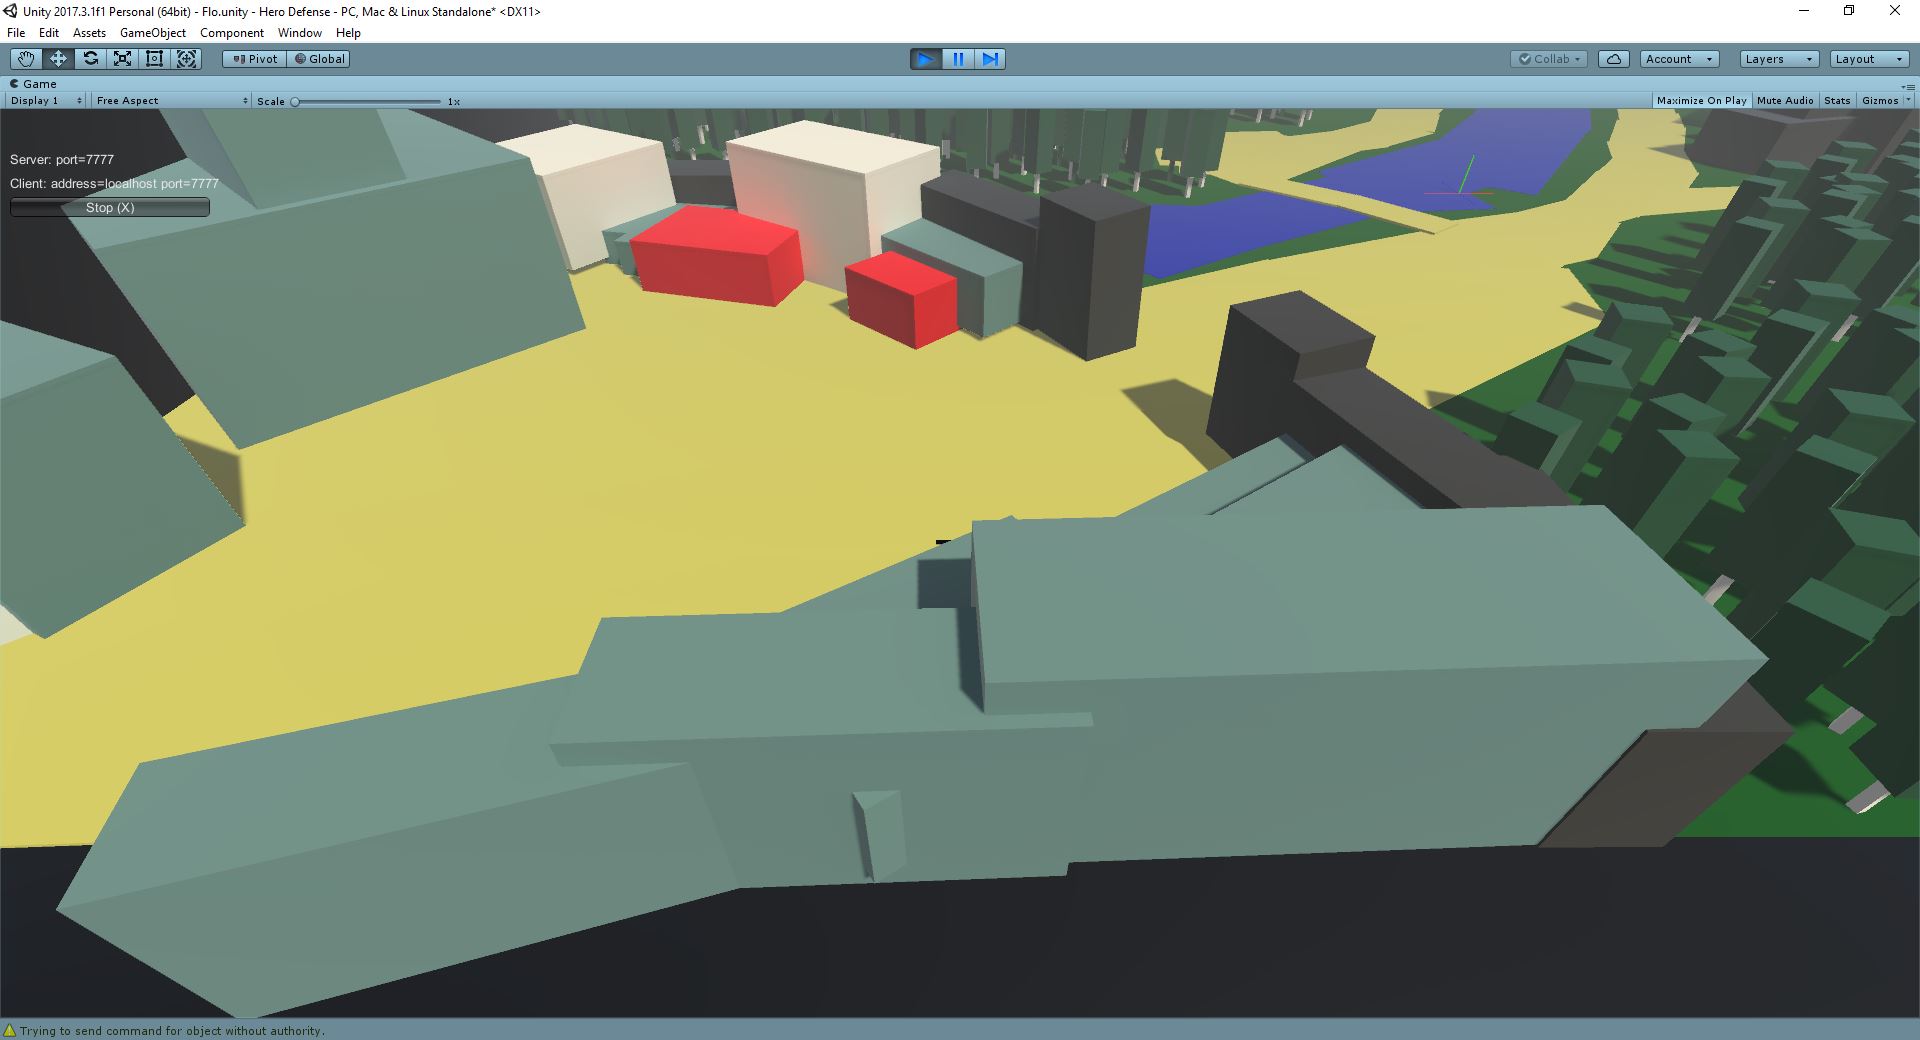 Unity 2017.3.1f1 Personal (64bit) - Flo.unity - Hero Defense - PC, Mac & Linux Standalone* <DX11>
File Edit Assets GameObject Component Window Help
Pivot Global Collab Account Layers Layout
Game
Display 1 Free Aspect Scale 1x Maximize On Play Mute Audio Stats Gizmos
Server: port=7777
Client: address=localhost port=7777
Stop (X)
Trying to send command for object without authority.